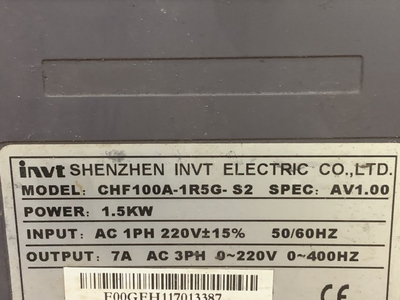 invt SHENZHEN INVT ELECTRIC CO.,LTD.
MODEL: CHF100A-1R5G- S2 SPEC: AV1.00
POWER: 1.5KW
INPUT: AC 1PH 220V±15% 50/60HZ
OUTPUT: 7A AC 3PH 0~220V 0~400HZ
CE